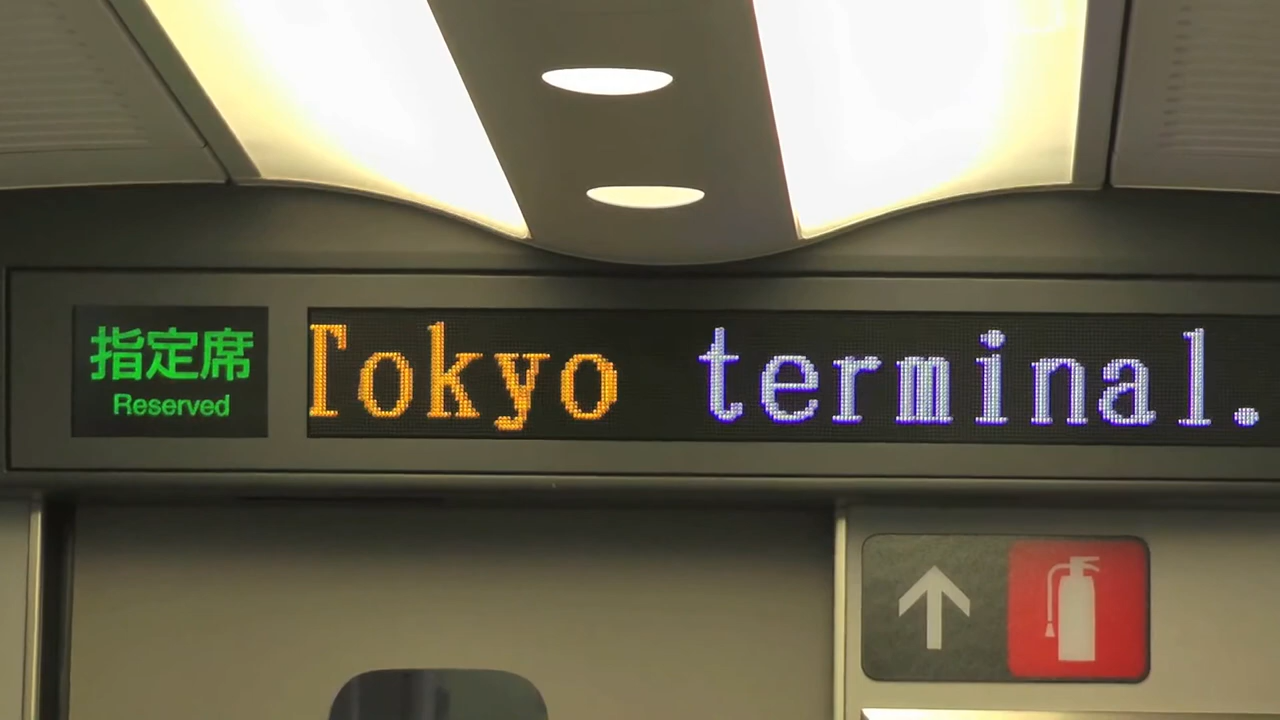 指定席
Reserved
Tokyo terminal.